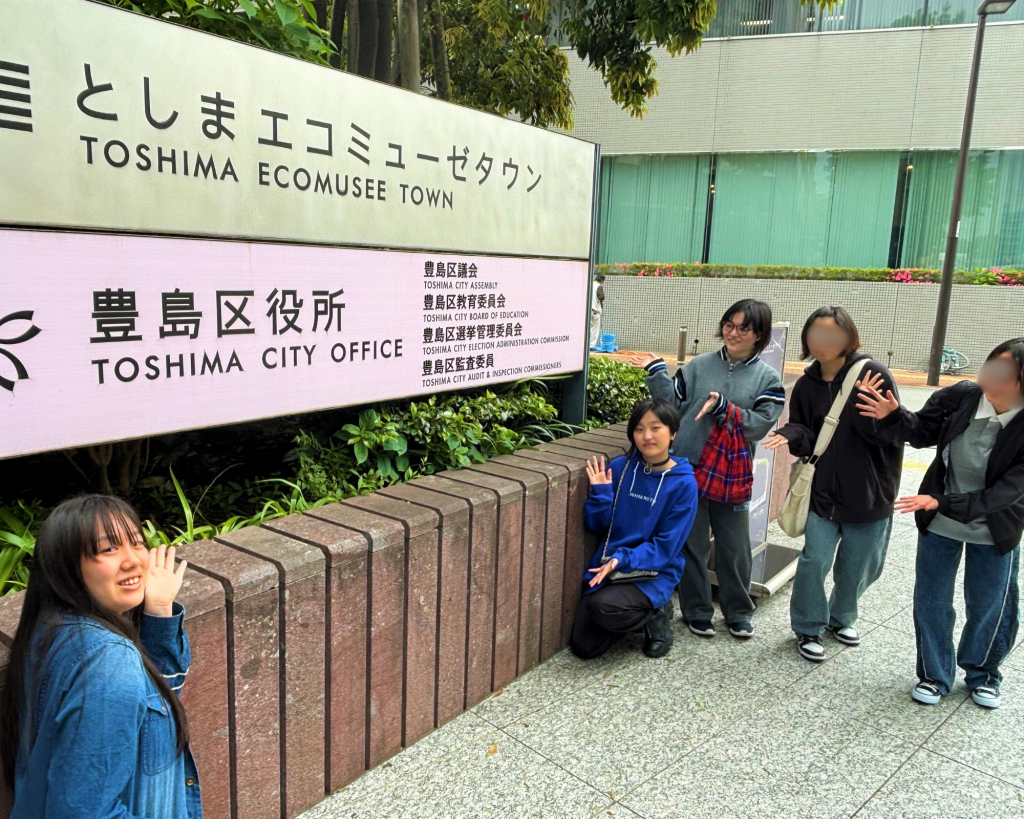 としまエコミューゼタウン
TOSHIMA ECOMUSEE TOWN
豊島区役所
TOSHIMA CITY OFFICE
豊島区議会
TOSHIMA CITY ASSEMBLY
豊島区教育委員会
TOSHIMA CITY BOARD OF EDUCATION
豊島区選挙管理委員会
TOSHIMA CITY ELECTION ADMINISTRATION COMMISSION
豊島区監査委員
TOSHIMA CITY AUDIT & INSPECTION COMMISSIONERS